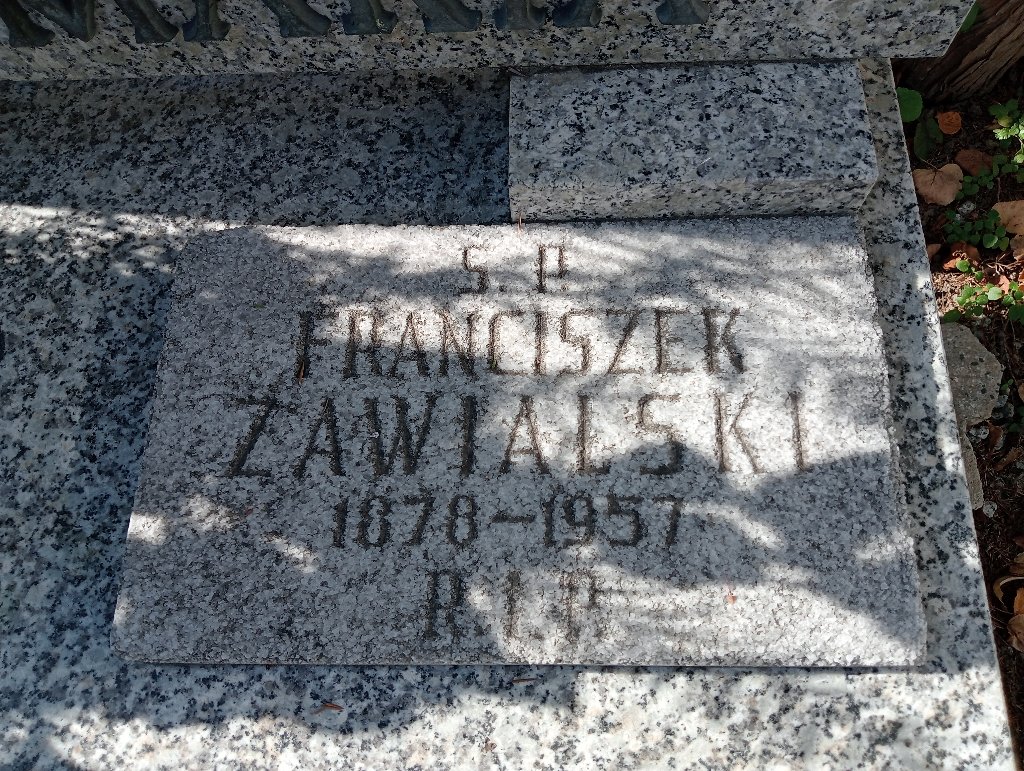 S. P.
FRANCISZEK
ZAWIALSKI
1878-1957
R.I.P